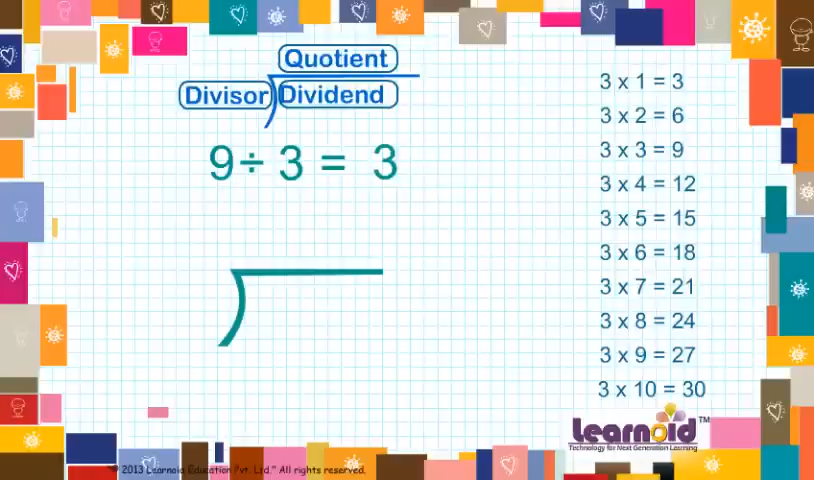 Quotient
Divisor Dividend
9 ÷ 3 = 3
3 x 1 = 3
3 x 2 = 6
3 x 3 = 9
3 x 4 = 12
3 x 5 = 15
3 x 6 = 18
3 x 7 = 21
3 x 8 = 24
3 x 9 = 27
3 x 10 = 30
Learnoid TM
Technology for Next Generation Learning
© 2013 Learnoid Education Pvt. Ltd." All rights reserved.